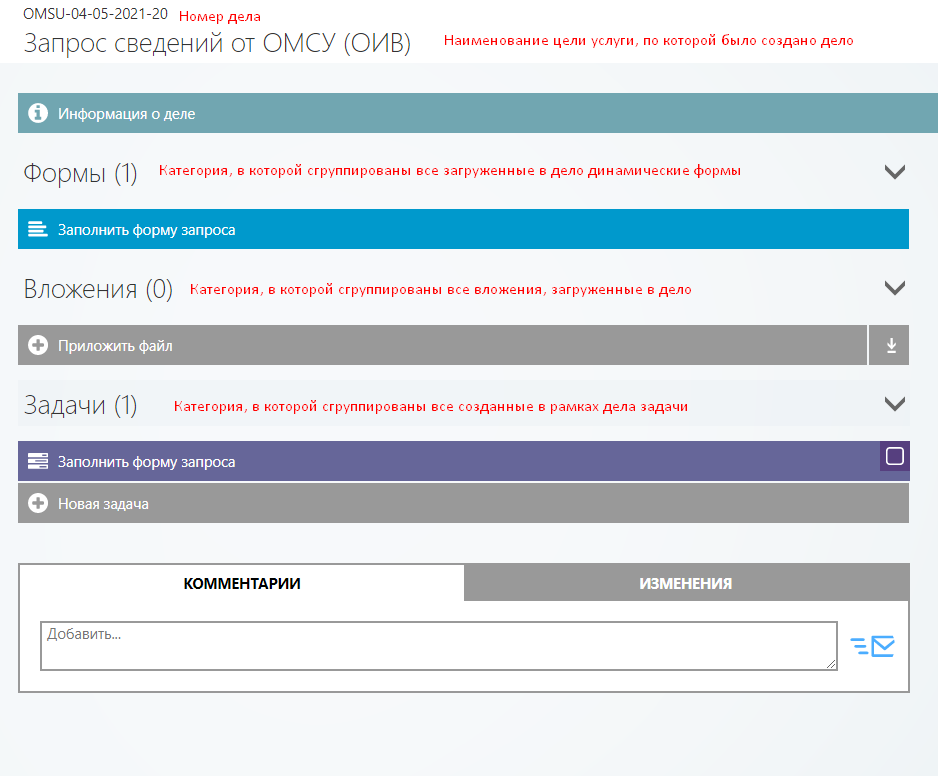 OMSU-04-05-2021-20 Номер дела
Запрос сведений от ОМСУ (ОИВ) Наименование цели услуги, по которой было создано дело
Информация о деле
Формы (1) Категория, в которой сгруппированы все загруженные в дело динамические формы
Заполнить форму запроса
Вложения (0) Категория, в которой сгруппированы все вложения, загруженные в дело
Приложить файл
Задачи (1) Категория, в которой сгруппированы все созданные в рамках дела задачи
Заполнить форму запроса
Новая задача
КОММЕНТАРИИ ИЗМЕНЕНИЯ
Добавить...